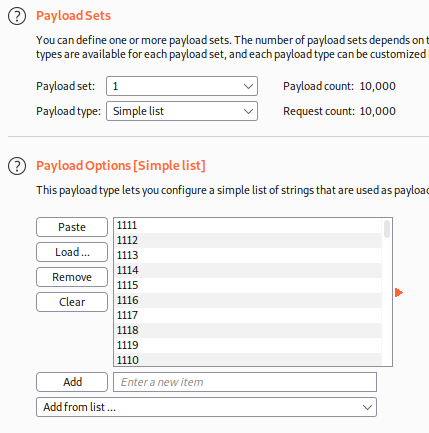 Payload Sets
You can define one or more payload sets. The number of payload sets depends on t
types are available for each payload set, and each payload type can be customized i
Payload set: 1 Payload count: 10,000
Payload type: Simple list Request count: 10,000
Payload Options [Simple list]
This payload type lets you configure a simple list of strings that are used as payload
Paste
Load ...
Remove
Clear
1111
1112
1113
1114
1115
1116
1117
1118
1119
1110
Add Enter a new item
Add from list ...